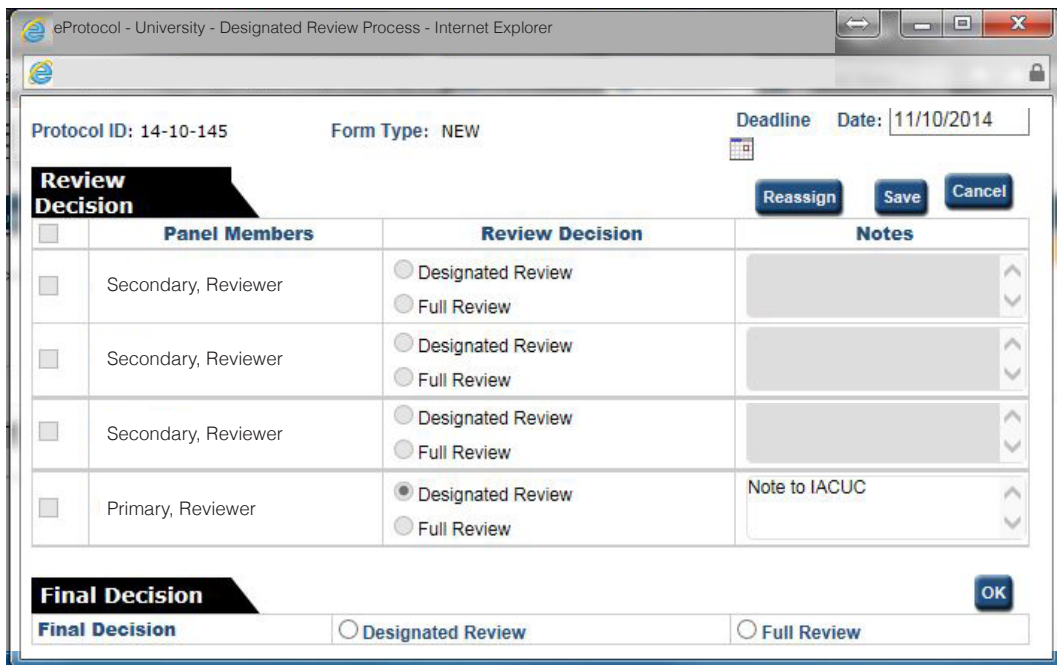 eProtocol - University - Designated Review Process - Internet Explorer
Protocol ID: 14-10-145 Form Type: NEW Deadline Date: 11/10/2014
Review
Decision
Reassign Save Cancel
Panel Members Review Decision Notes
Secondary, Reviewer
Designated Review
Full Review
Secondary, Reviewer
Designated Review
Full Review
Secondary, Reviewer
Designated Review
Full Review
Primary, Reviewer
Designated Review
Full Review
Note to IACUC
Final Decision
OK
Final Decision Designated Review Full Review